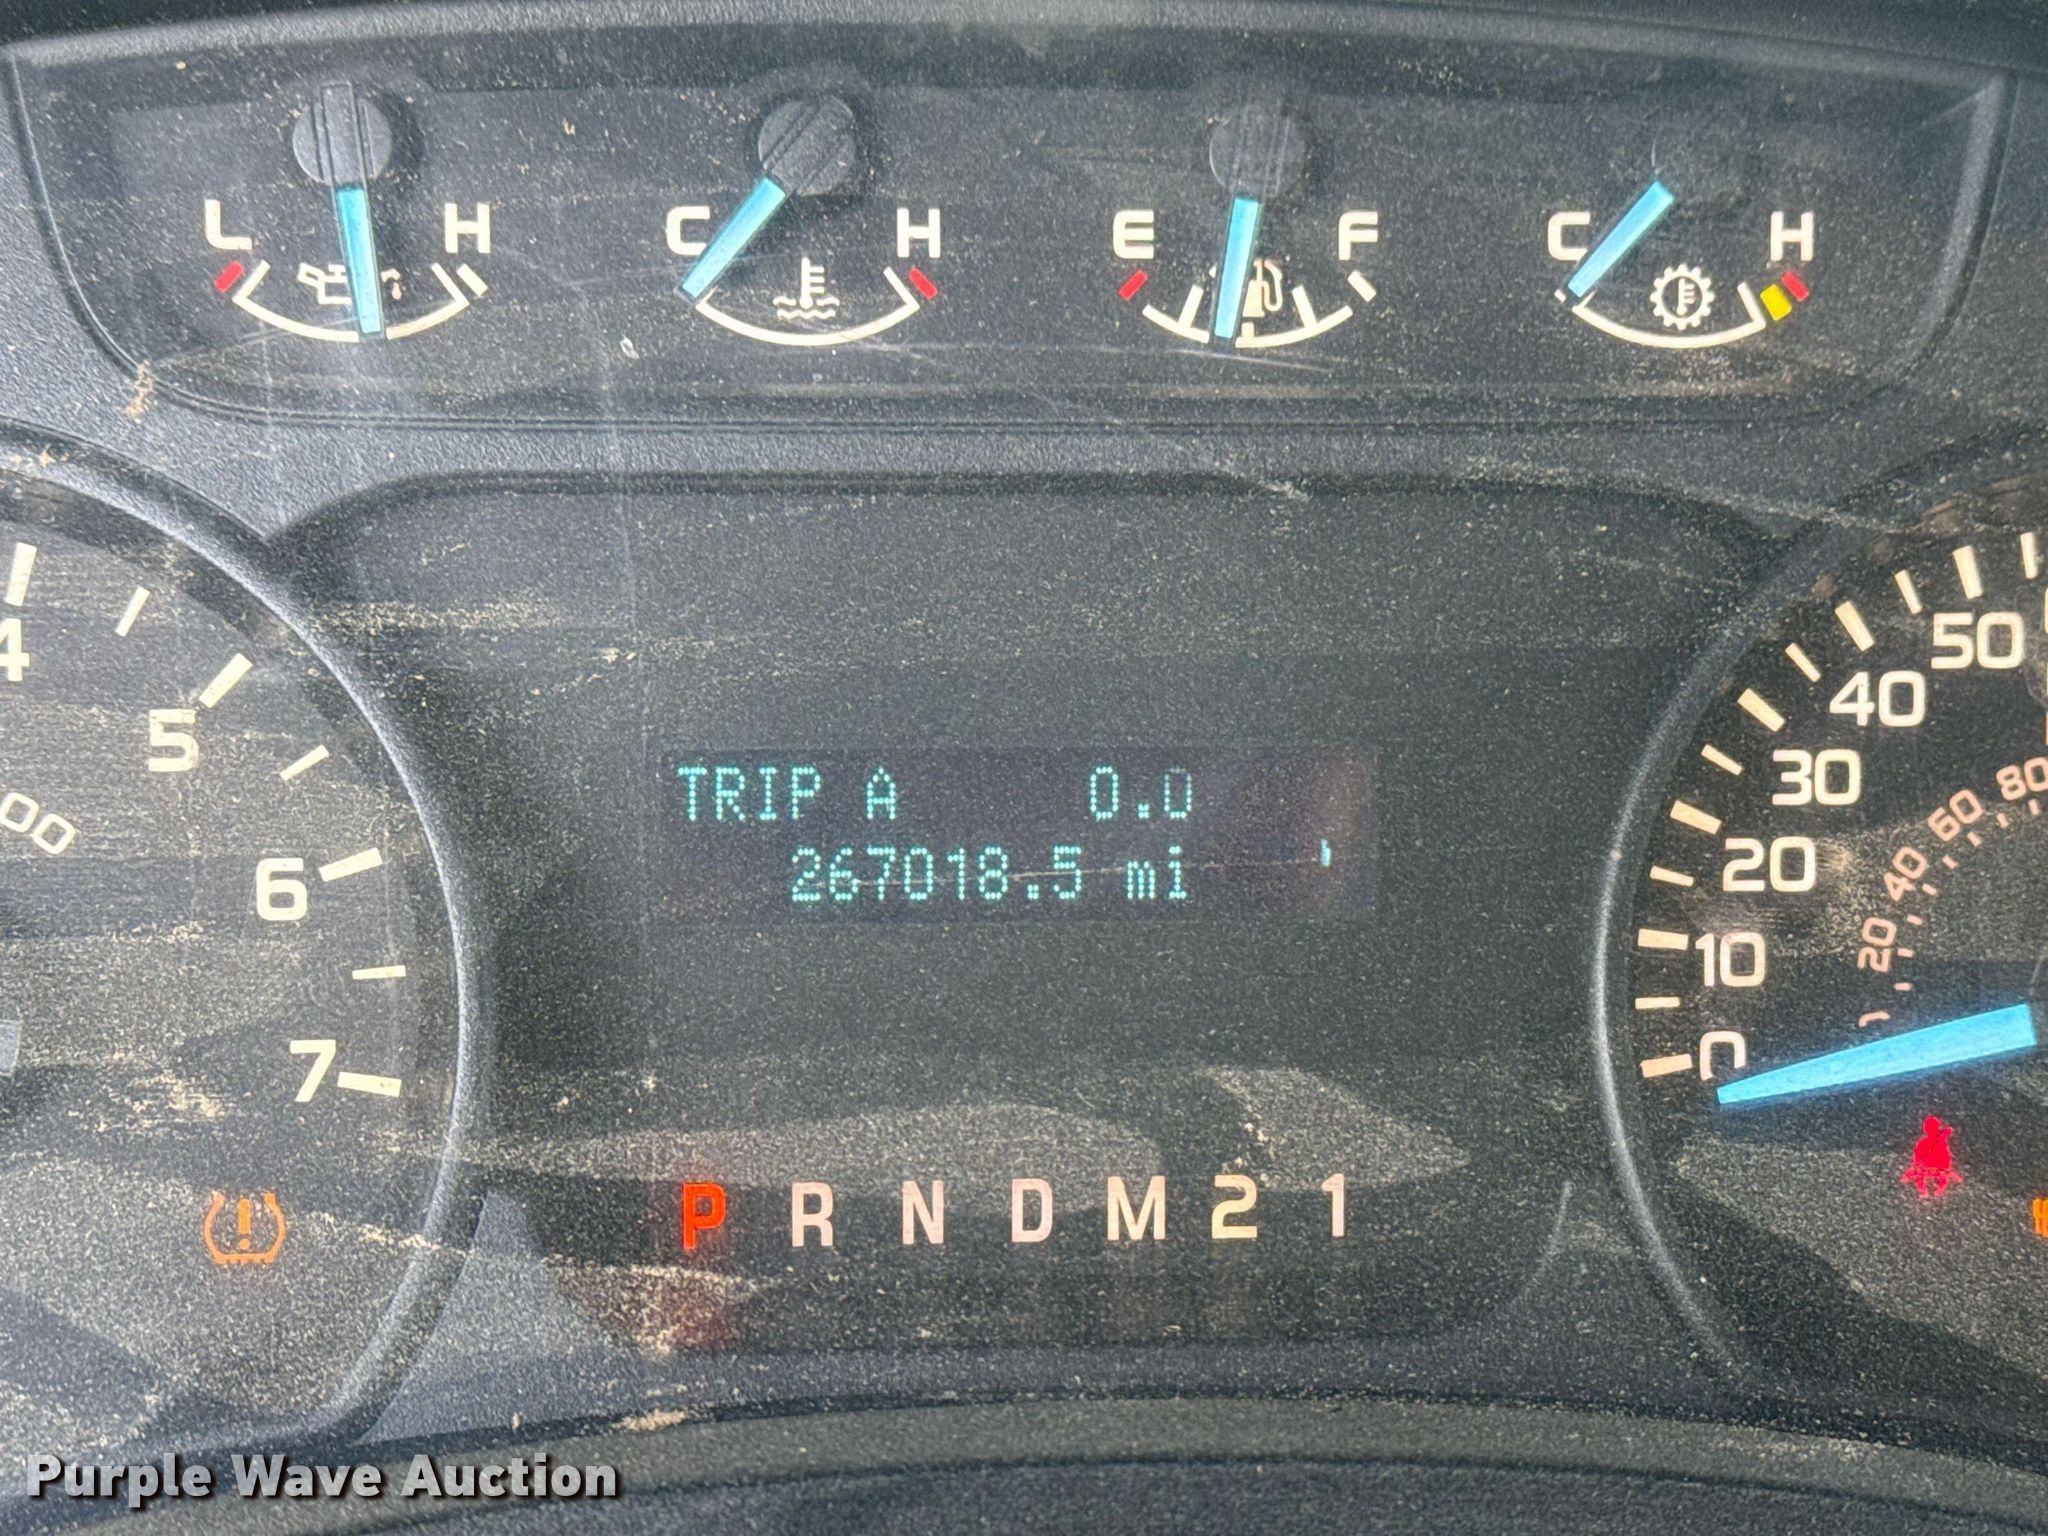 L H C H E F C H
4 5 6 7
00
TRIP A 0.0
267018.5 mi
P R N D M 2 1
0 10 20 30 40 50
20 40 60 80
Purple Wave Auction